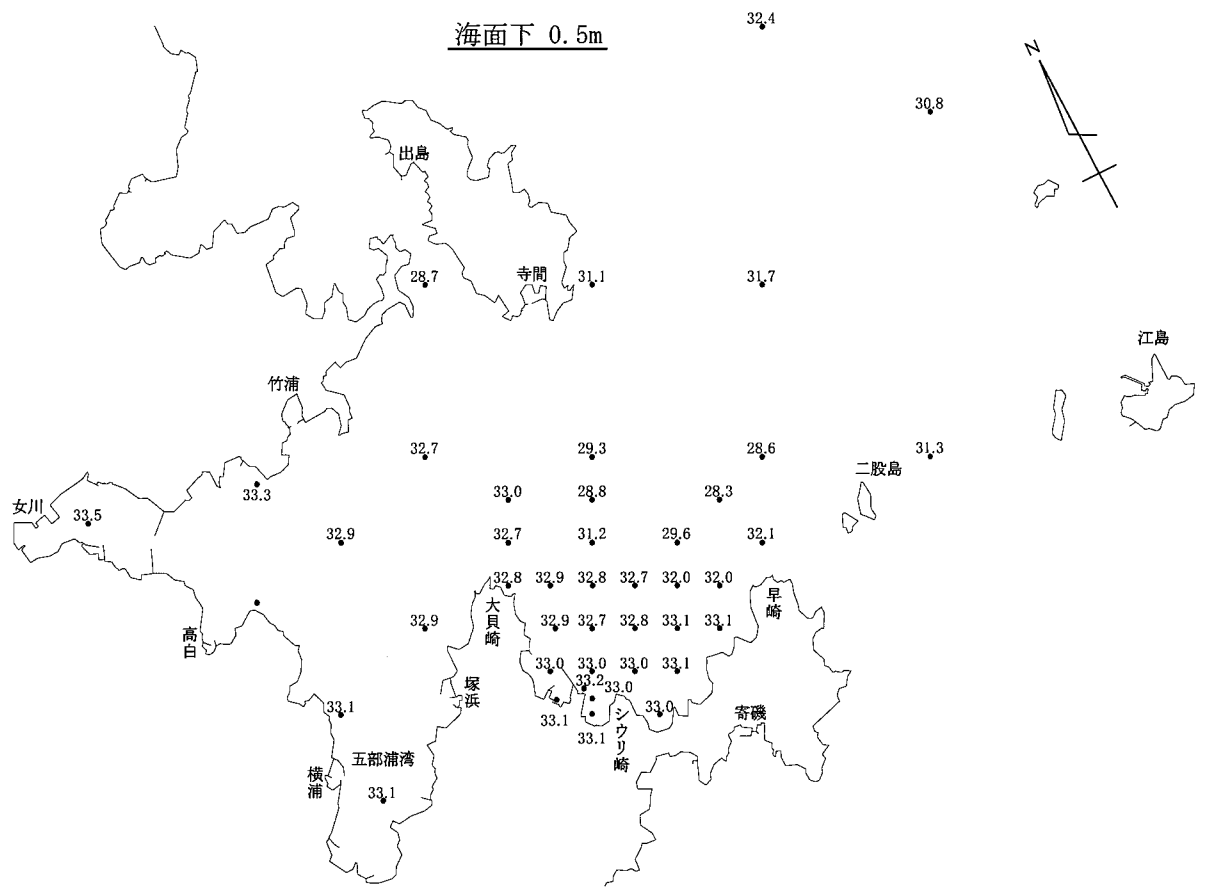 海面下 0.5m
32.4
N
30.8
出島
28.7
寺間
31.1
31.7
江島
竹浦
32.7
29.3
28.6
31.3
二股島
女川
33.5
33.3
33.0
28.8
28.3
32.9
32.7
31.2
29.6
32.1
32.8
32.9
32.8
32.7
32.0
32.0
大貝崎
早崎
高白
32.9
32.9
32.7
32.8
33.1
33.1
33.0
33.0
33.0
33.1
塚浜
33.2
33.0
33.1
33.1
33.1
シウリ崎
33.0
寄磯
五部浦湾
横浦
33.1